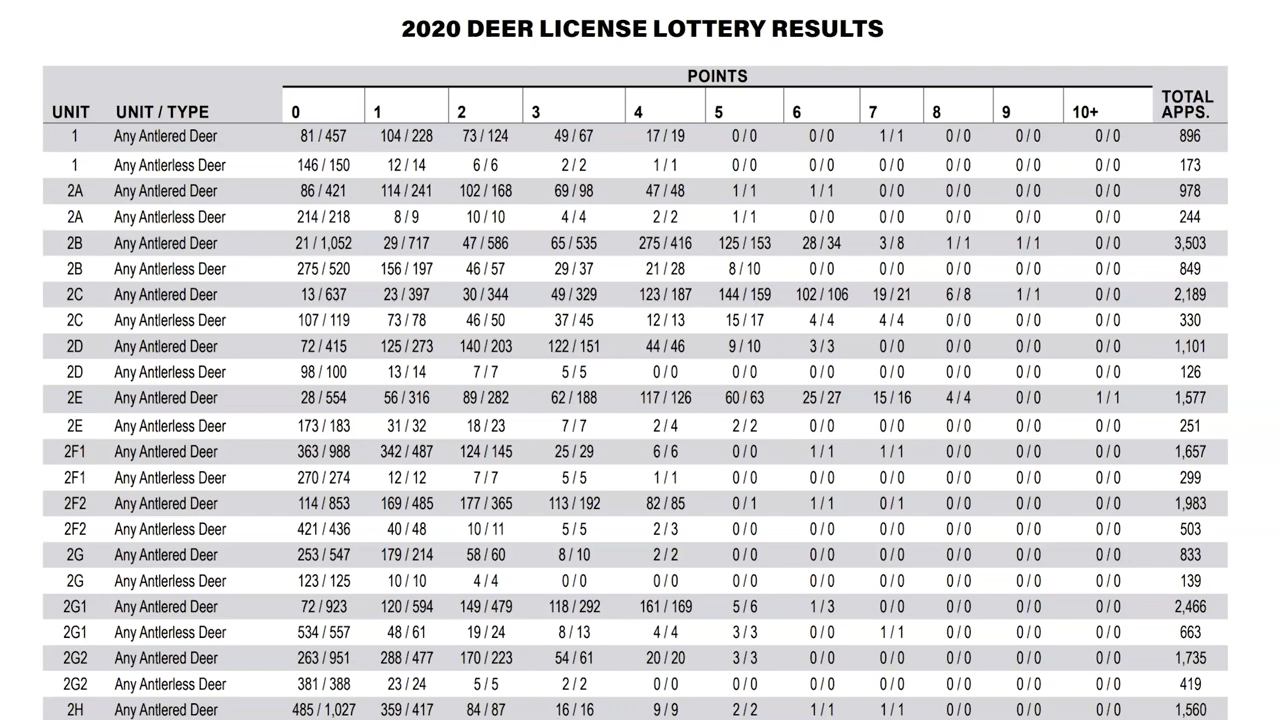 2020 DEER LICENSE LOTTERY RESULTS
POINTS
UNIT UNIT / TYPE 0 1 2 3 4 5 6 7 8 9 10+ TOTAL APPS.
1 Any Antlered Deer 81 / 457 104 / 228 73 / 124 49 / 67 17 / 19 0 / 0 0 / 0 1 / 1 0 / 0 0 / 0 0 / 0 896
1 Any Antlerless Deer 146 / 150 12 / 14 6 / 6 2 / 2 1 / 1 0 / 0 0 / 0 0 / 0 0 / 0 0 / 0 0 / 0 173
2A Any Antlered Deer 86 / 421 114 / 241 102 / 168 69 / 98 47 / 48 1 / 1 1 / 1 0 / 0 0 / 0 0 / 0 0 / 0 978
2A Any Antlerless Deer 214 / 218 8 / 9 10 / 10 4 / 4 2 / 2 1 / 1 0 / 0 0 / 0 0 / 0 0 / 0 0 / 0 244
2B Any Antlered Deer 21 / 1,052 29 / 717 47 / 586 65 / 535 275 / 416 125 / 153 28 / 34 3 / 8 1 / 1 1 / 1 0 / 0 3,503
2B Any Antlerless Deer 275 / 520 156 / 197 46 / 57 29 / 37 21 / 28 8 / 10 0 / 0 0 / 0 0 / 0 0 / 0 0 / 0 849
2C Any Antlered Deer 13 / 637 23 / 397 30 / 344 49 / 329 123 / 187 144 / 159 102 / 106 19 / 21 6 / 8 1 / 1 0 / 0 2,189
2C Any Antlerless Deer 107 / 119 73 / 78 46 / 50 37 / 45 12 / 13 15 / 17 4 / 4 4 / 4 0 / 0 0 / 0 0 / 0 330
2D Any Antlered Deer 72 / 415 125 / 273 140 / 203 122 / 151 44 / 46 9 / 10 3 / 3 0 / 0 0 / 0 0 / 0 0 / 0 1,101
2D Any Antlerless Deer 98 / 100 13 / 14 7 / 7 5 / 5 0 / 0 0 / 0 0 / 0 0 / 0 0 / 0 0 / 0 0 / 0 126
2E Any Antlered Deer 28 / 554 56 / 316 89 / 282 62 / 188 117 / 126 60 / 63 25 / 27 15 / 16 4 / 4 0 / 0 1 / 1 1,577
2E Any Antlerless Deer 173 / 183 31 / 32 18 / 23 7 / 7 2 / 4 2 / 2 0 / 0 0 / 0 0 / 0 0 / 0 0 / 0 251
2F1 Any Antlered Deer 363 / 988 342 / 487 124 / 145 25 / 29 6 / 6 0 / 0 1 / 1 1 / 1 0 / 0 0 / 0 0 / 0 1,657
2F1 Any Antlerless Deer 270 / 274 12 / 12 7 / 7 5 / 5 1 / 1 0 / 0 0 / 0 0 / 0 0 / 0 0 / 0 0 / 0 299
2F2 Any Antlered Deer 114 / 853 169 / 485 177 / 365 113 / 192 82 / 85 0 / 1 1 / 1 0 / 1 0 / 0 0 / 0 0 / 0 1,983
2F2 Any Antlerless Deer 421 / 436 40 / 48 10 / 11 5 / 5 2 / 3 0 / 0 0 / 0 0 / 0 0 / 0 0 / 0 0 / 0 503
2G Any Antlered Deer 253 / 547 179 / 214 58 / 60 8 / 10 2 / 2 0 / 0 0 / 0 0 / 0 0 / 0 0 / 0 0 / 0 833
2G Any Antlerless Deer 123 / 125 10 / 10 4 / 4 0 / 0 0 / 0 0 / 0 0 / 0 0 / 0 0 / 0 0 / 0 0 / 0 139
2G1 Any Antlered Deer 72 / 923 120 / 594 149 / 479 118 / 292 161 / 169 5 / 6 1 / 3 0 / 0 0 / 0 0 / 0 0 / 0 2,466
2G1 Any Antlerless Deer 534 / 557 48 / 61 19 / 24 8 / 13 4 / 4 3 / 3 0 / 0 1 / 1 0 / 0 0 / 0 0 / 0 663
2G2 Any Antlered Deer 263 / 951 288 / 477 170 / 223 54 / 61 20 / 20 3 / 3 0 / 0 0 / 0 0 / 0 0 / 0 0 / 0 1,735
2G2 Any Antlerless Deer 381 / 388 23 / 24 5 / 5 2 / 2 0 / 0 0 / 0 0 / 0 0 / 0 0 / 0 0 / 0 0 / 0 419
2H Any Antlered Deer 485 / 1,027 359 / 417 84 / 87 16 / 16 9 / 9 2 / 2 1 / 1 1 / 1 0 / 0 0 / 0 0 / 0 1,560